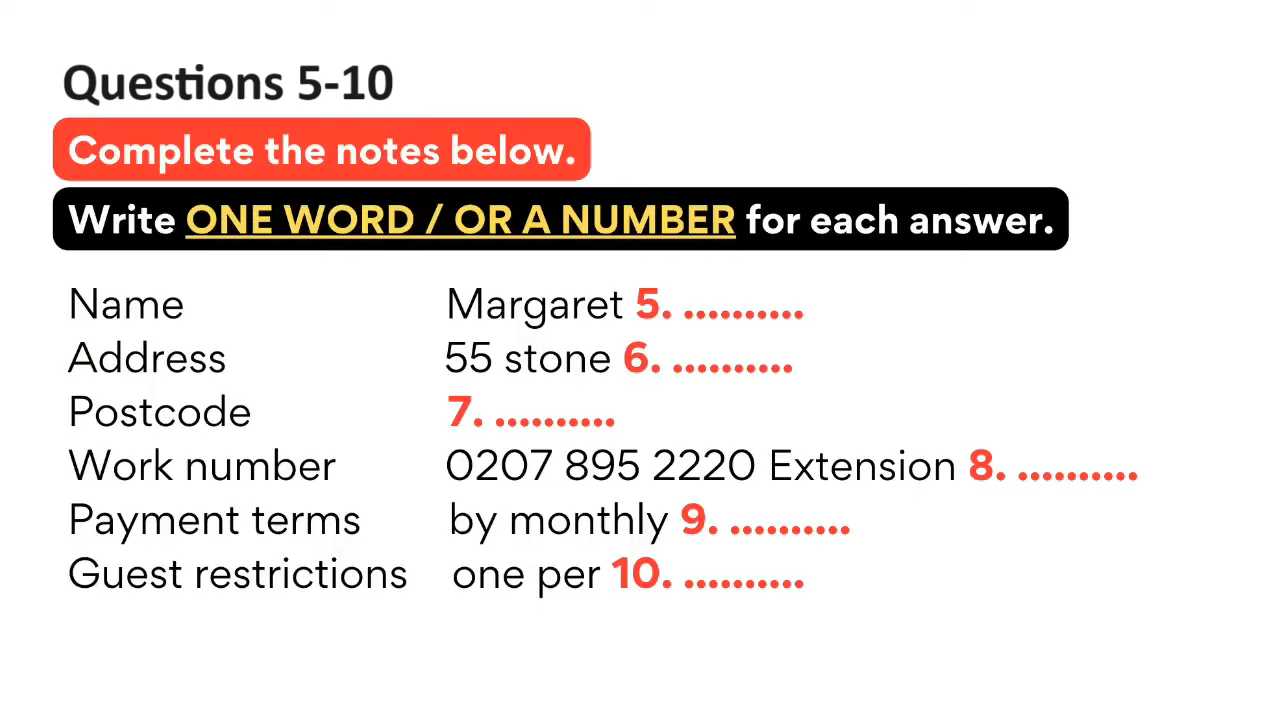 Questions 5-10
Complete the notes below.
Write ONE WORD / OR A NUMBER for each answer.
Name Margaret 5. ..........
Address 55 stone 6. ..........
Postcode 7. ..........
Work number 0207 895 2220 Extension 8. ..........
Payment terms by monthly 9. ..........
Guest restrictions one per 10. ..........